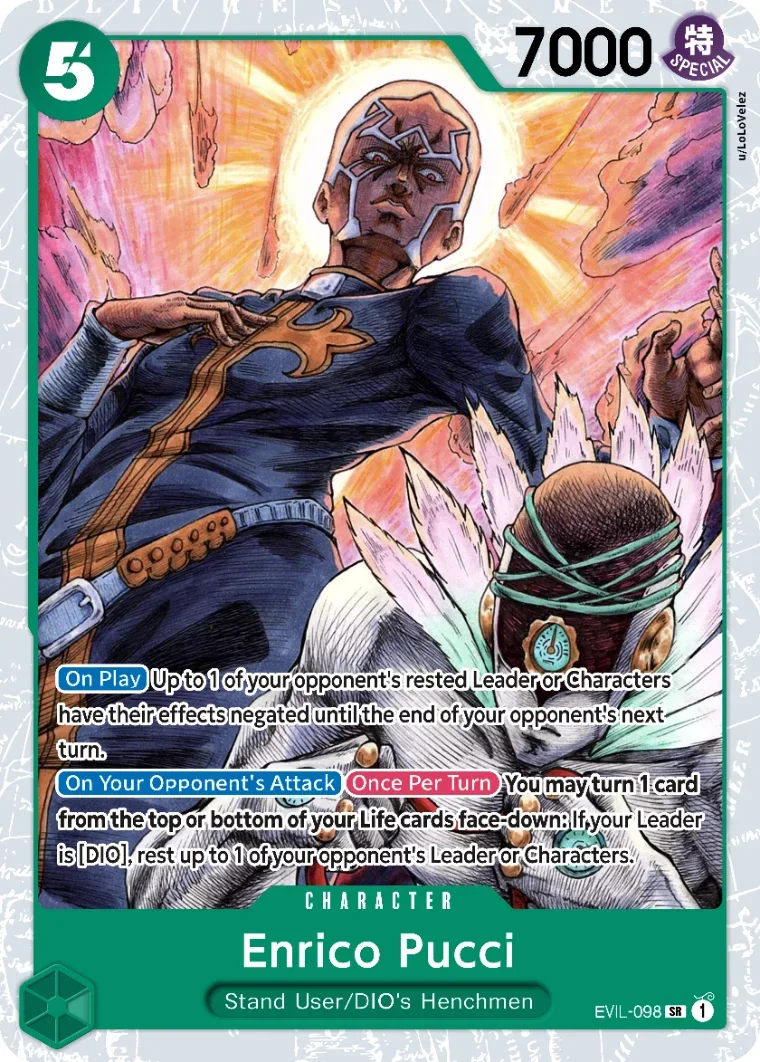 5
7000
特
SPECIAL
u/LoLoVelez
On Play Up to 1 of your opponent's rested Leader or Characters
have their effects negated until the end of your opponent's next
turn.
On Your Opponent's Attack Once Per Turn You may turn 1 card
from the top or bottom of your Life cards face-down: If your Leader
is [DIO], rest up to 1 of your opponent's Leader or Characters.
CHARACTER
Enrico Pucci
Stand User/DIO's Henchmen
EVIL-098 SR 1